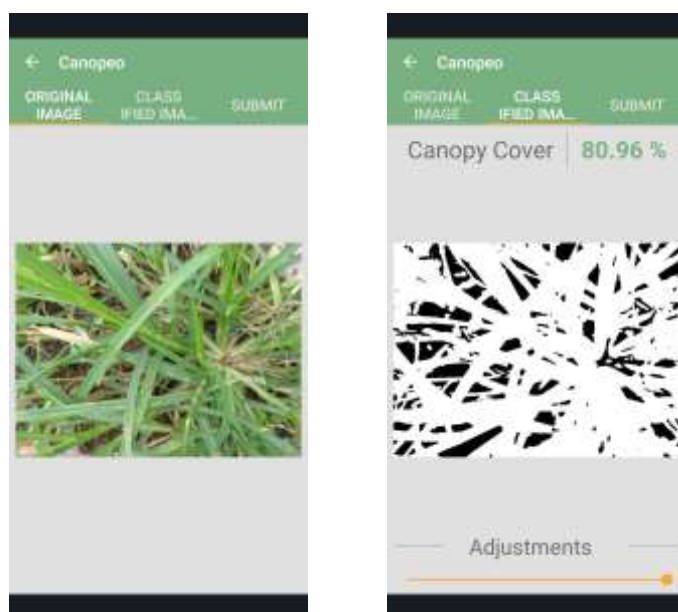 ← Canopeo
ORIGINAL IMAGE
CLASS IFIED IMA...
SUBMIT
← Canopeo
ORIGINAL IMAGE
CLASS IFIED IMA...
SUBMIT
Canopy Cover 80.96 %
Adjustments